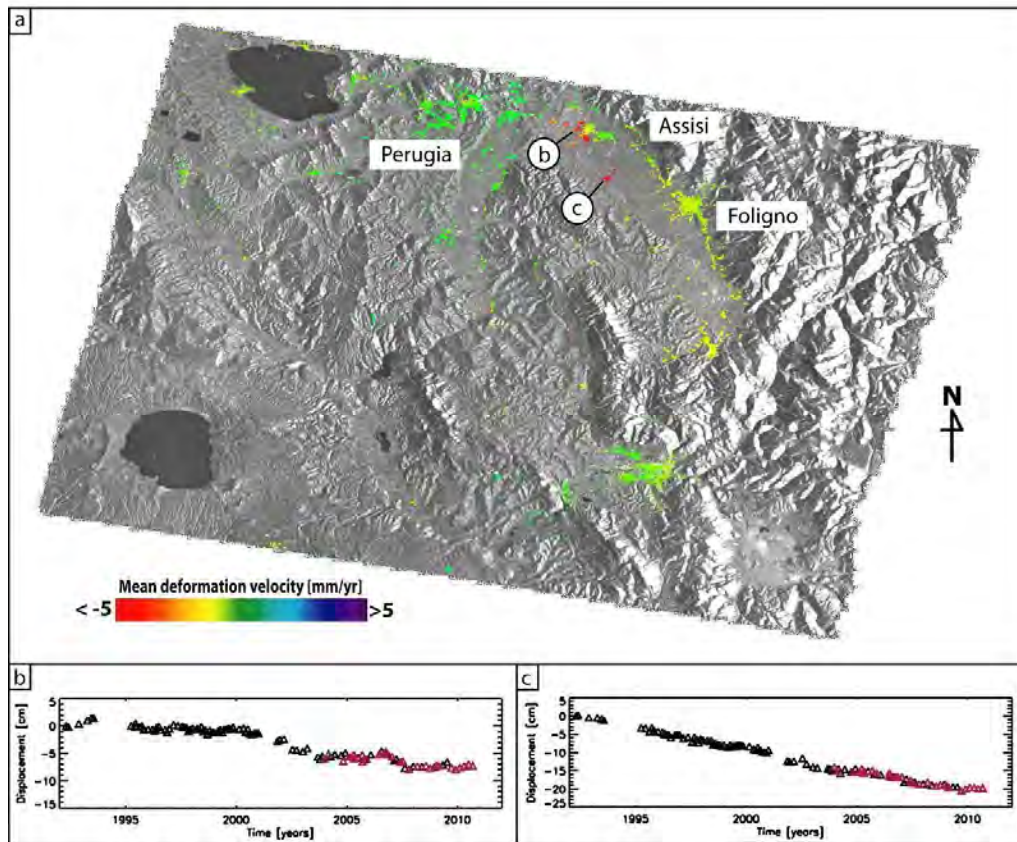 a
Assisi
Perugia
b
Foligno
c
N
Mean deformation velocity [mm/yr]
< -5
>5
b
5
0
-5
-10
-15
Displacement [cm]
1995
2000
2005
2010
Time [years]
c
5
0
-5
-10
-15
-20
-25
Displacement [cm]
1995
2000
2005
2010
Time [years]